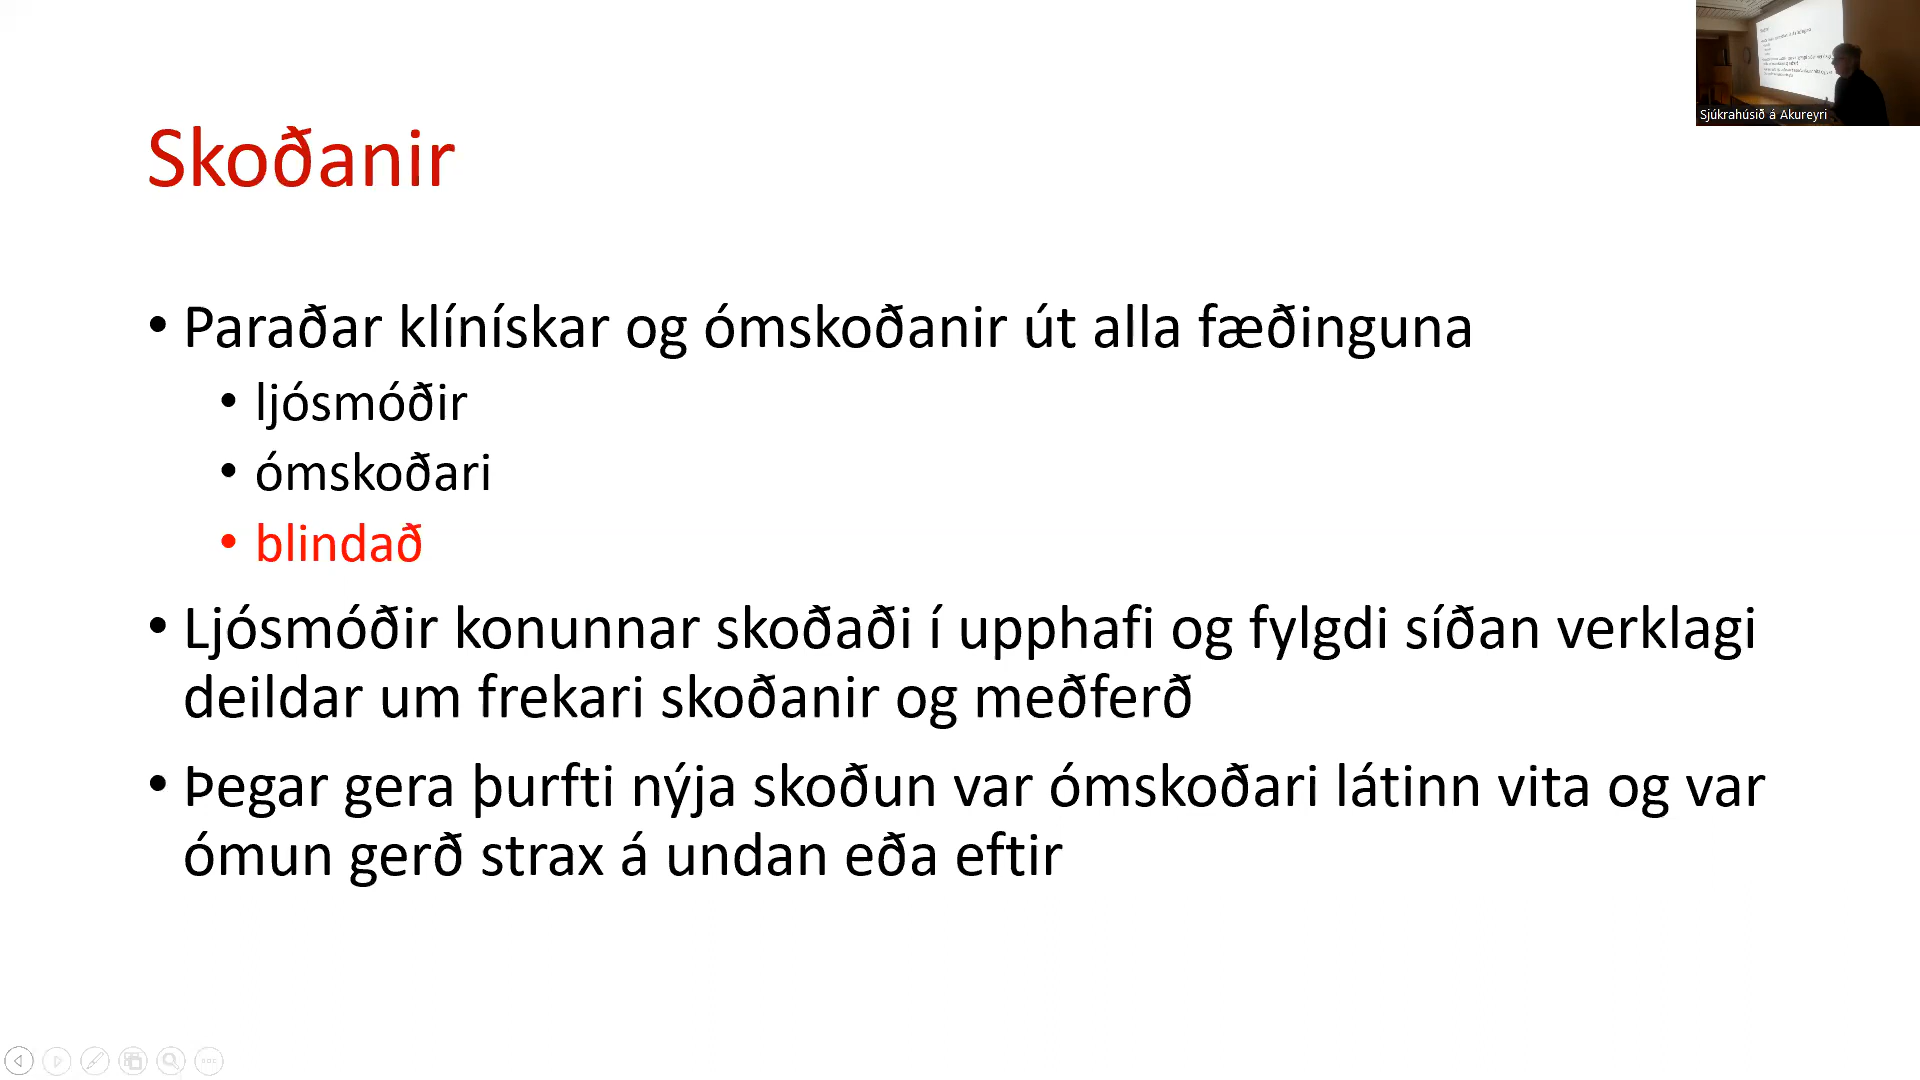 Sjúkrahúsið á Akureyri
Skoðanir
• Paraðar klínískar og ómskoðanir út alla fæðinguna
• ljósmóðir
• ómskoðari
• blindað
• Ljósmóðir konunnar skoðaði í upphafi og fylgdi síðan verklagi
deildar um frekari skoðanir og meðferð
• Þegar gera þurfti nýja skoðun var ómskoðari látinn vita og var
ómun gerð strax á undan eða eftir